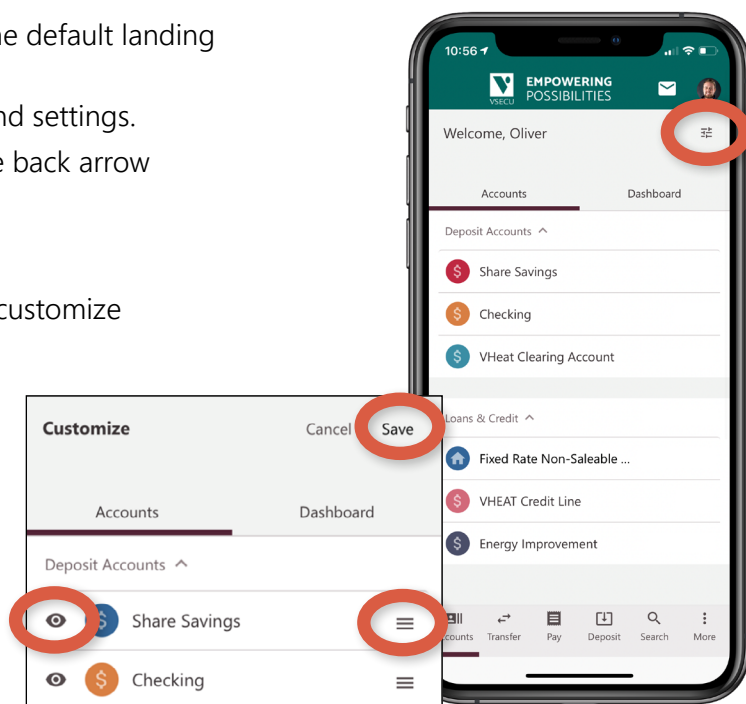 e default landing
nd settings.
e back arrow
customize
10:56
VSECU
EMPOWERING
POSSIBILITIES
Welcome, Oliver
Accounts Dashboard
Deposit Accounts
Share Savings
Checking
VHeat Clearing Account
Loans & Credit
Fixed Rate Non-Saleable ...
VHEAT Credit Line
Energy Improvement
counts Transfer Pay Deposit Search More
Customize Cancel Save
Accounts Dashboard
Deposit Accounts
Share Savings
Checking